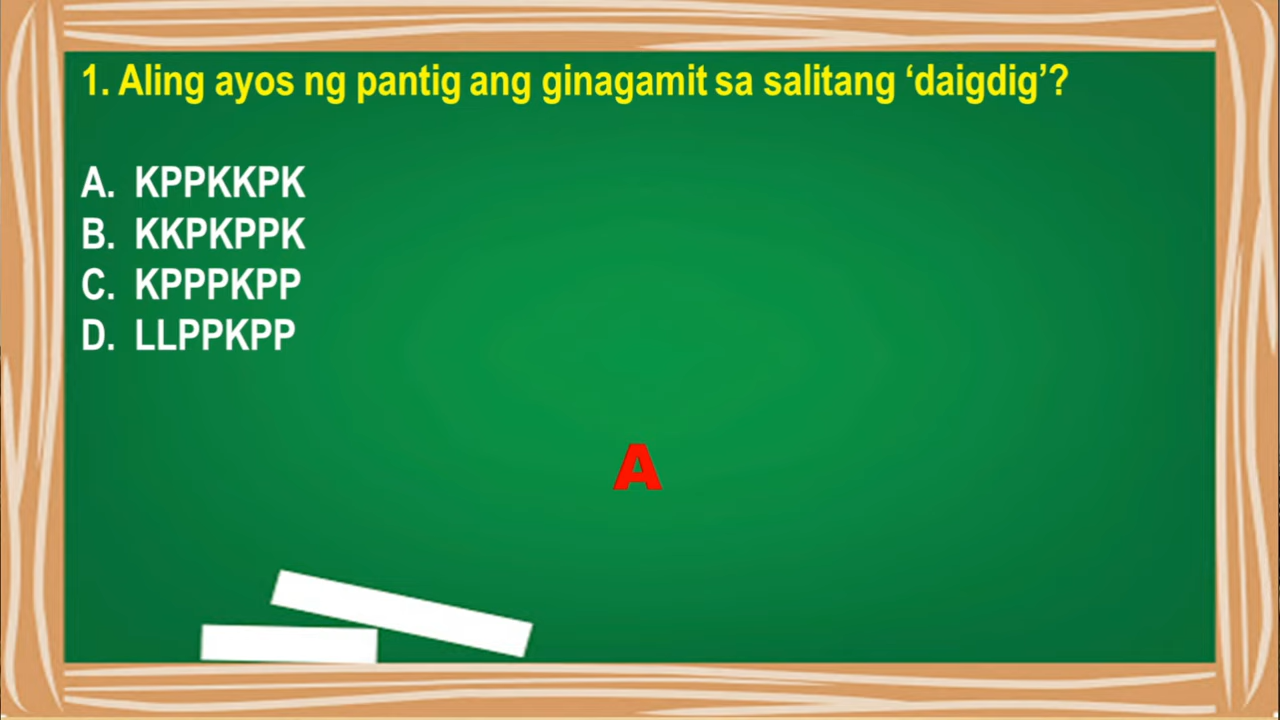 1. Aling ayos ng pantig ang ginagamit sa salitang ‘daigdig’?
A. KPPKKPK
B. KKPKPPK
C. KPPPKPP
D. LLPPKPP
A